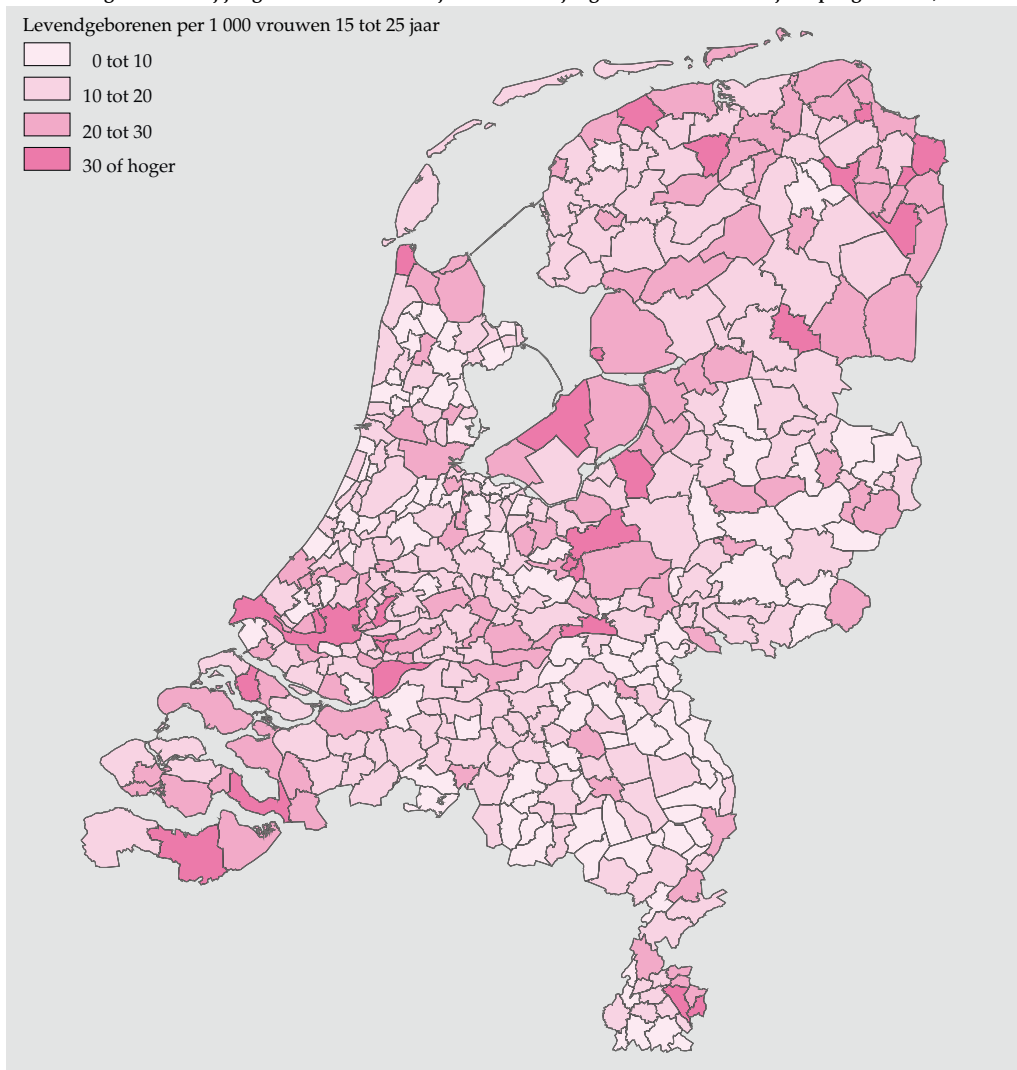 Levendgeborenen per 1 000 vrouwen 15 tot 25 jaar
0 tot 10
10 tot 20
20 tot 30
30 of hoger